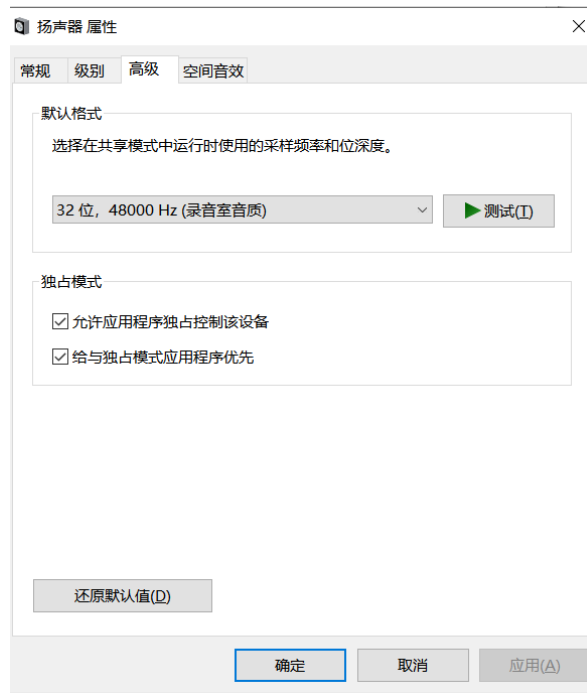 扬声器 属性
常规 级别 高级 空间音效
默认格式
选择在共享模式中运行时使用的采样频率和位深度。
32 位，48000 Hz (录音室音质)
测试(T)
独占模式
允许应用程序独占控制该设备
给与独占模式应用程序优先
还原默认值(D)
确定 取消 应用(A)